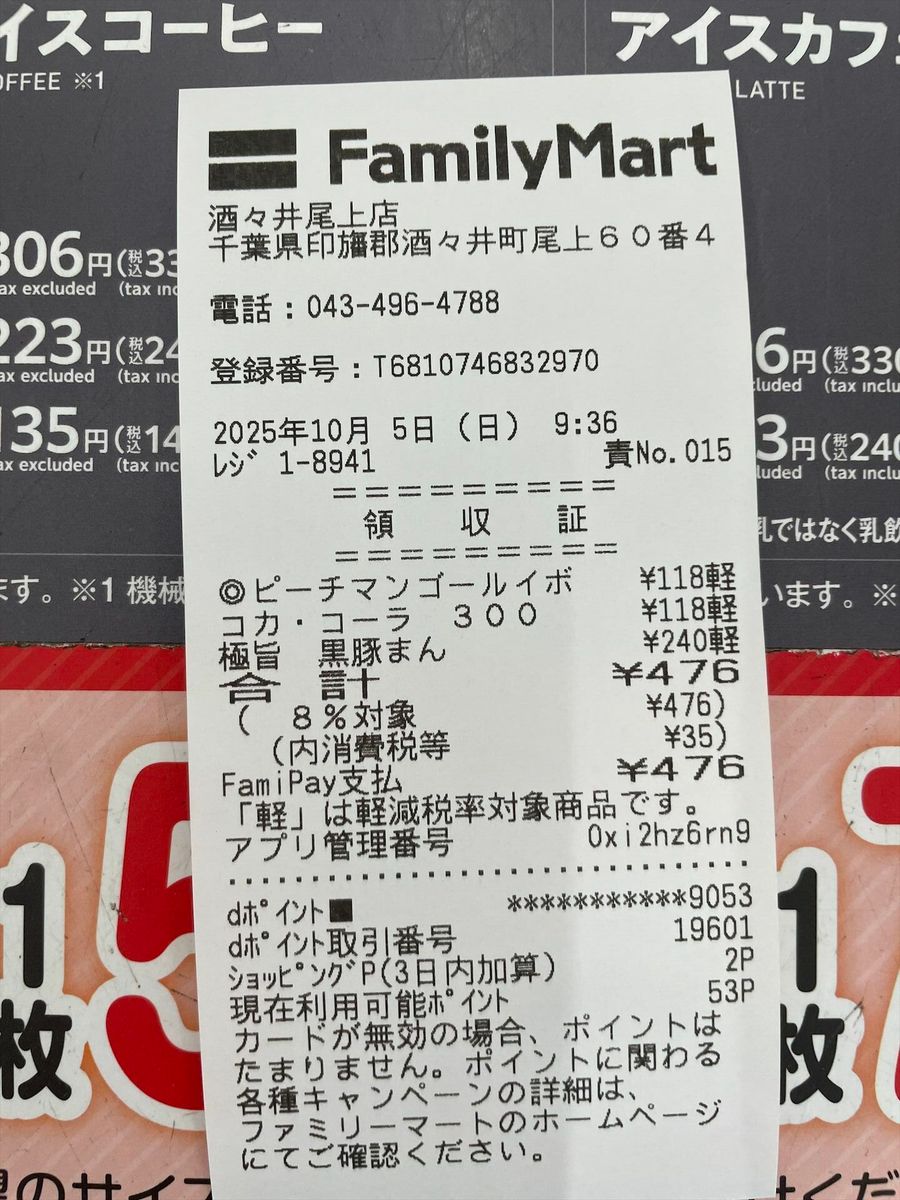 イスコーヒー
OFFEE ※1
アイスカフ
LATTE
306円(税込33
ax excluded (tax inc
223円(税込24
ax excluded (tax inc
135円(税込14
ax excluded (tax inc
6円(税込330
luded (tax inclu
3円(税込240
luded (tax inclu
乳ではなく乳飲
ます。※1 機械
います。※
FamilyMart
酒々井尾上店
千葉県印旛郡酒々井町尾上60番4
電話:043-496-4788
登録番号:T6810746832970
2025年10月 5日(日) 9:36
レジ 1-8941 責No.015
=========
領 収 証
=========
◎ピーチマンゴールイボ ¥118軽
コカ・コーラ 300 ¥118軽
極旨 黒豚まん ¥240軽
合 計 ¥476
( 8%対象 ¥476)
(内消費税等 ¥35)
FamiPay支払 ¥476
「軽」は軽減税率対象商品です。
アプリ管理番号 0xi2hz6rn9
dポイント■ ***********9053
dポイント取引番号 19601
ショッピングP(3日内加算) 2P
現在利用可能ポイント 53P
カードが無効の場合、ポイントは
たまりません。ポイントに関わる
各種キャンペーンの詳細は、
ファミリーマートのホームページ
にてご確認ください。
1枚
5
1枚